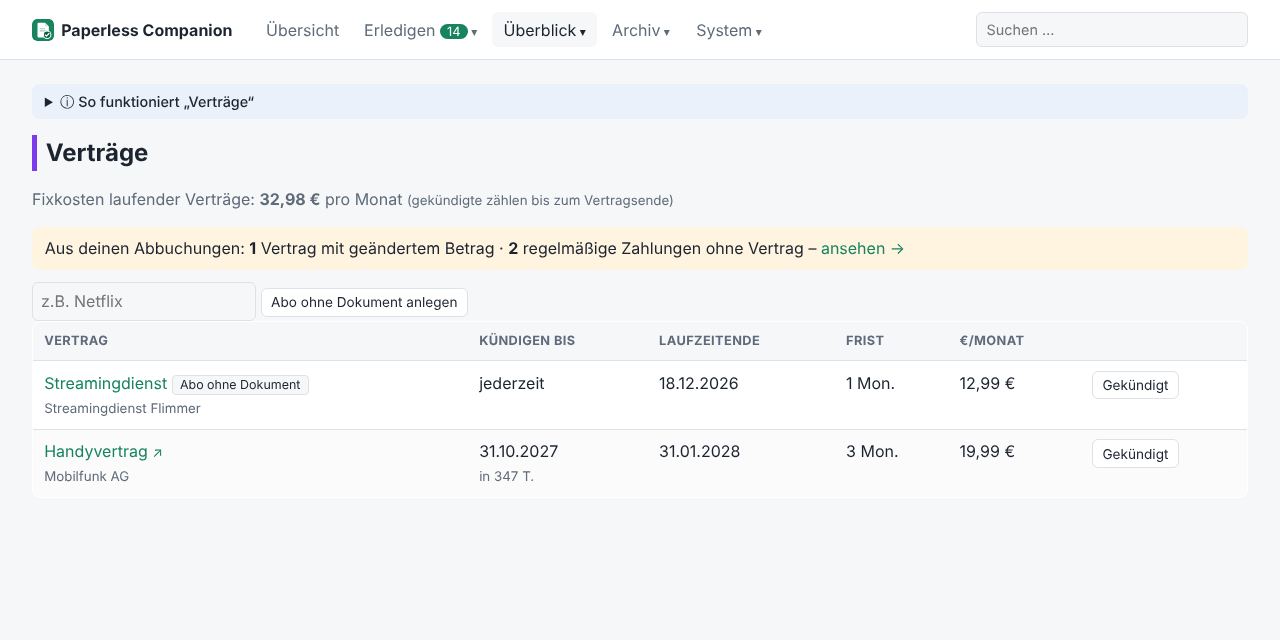 Paperless Companion Übersicht Erledigen 14 ▾ Überblick ▾ Archiv ▾ System ▾ Suchen ...
▶ ⓘ So funktioniert „Verträge“
Verträge
Fixkosten laufender Verträge: 32,98 € pro Monat (gekündigte zählen bis zum Vertragsende)
Aus deinen Abbuchungen: 1 Vertrag mit geändertem Betrag · 2 regelmäßige Zahlungen ohne Vertrag – ansehen →
z.B. Netflix Abo ohne Dokument anlegen
VERTRAG KÜNDIGEN BIS LAUFZEITENDE FRIST €/MONAT
Streamingdienst Abo ohne Dokument jederzeit 18.12.2026 1 Mon. 12,99 € Gekündigt
Streamingdienst Flimmer
Handyvertrag ↗ 31.10.2027 31.01.2028 3 Mon. 19,99 € Gekündigt
Mobilfunk AG in 347 T.